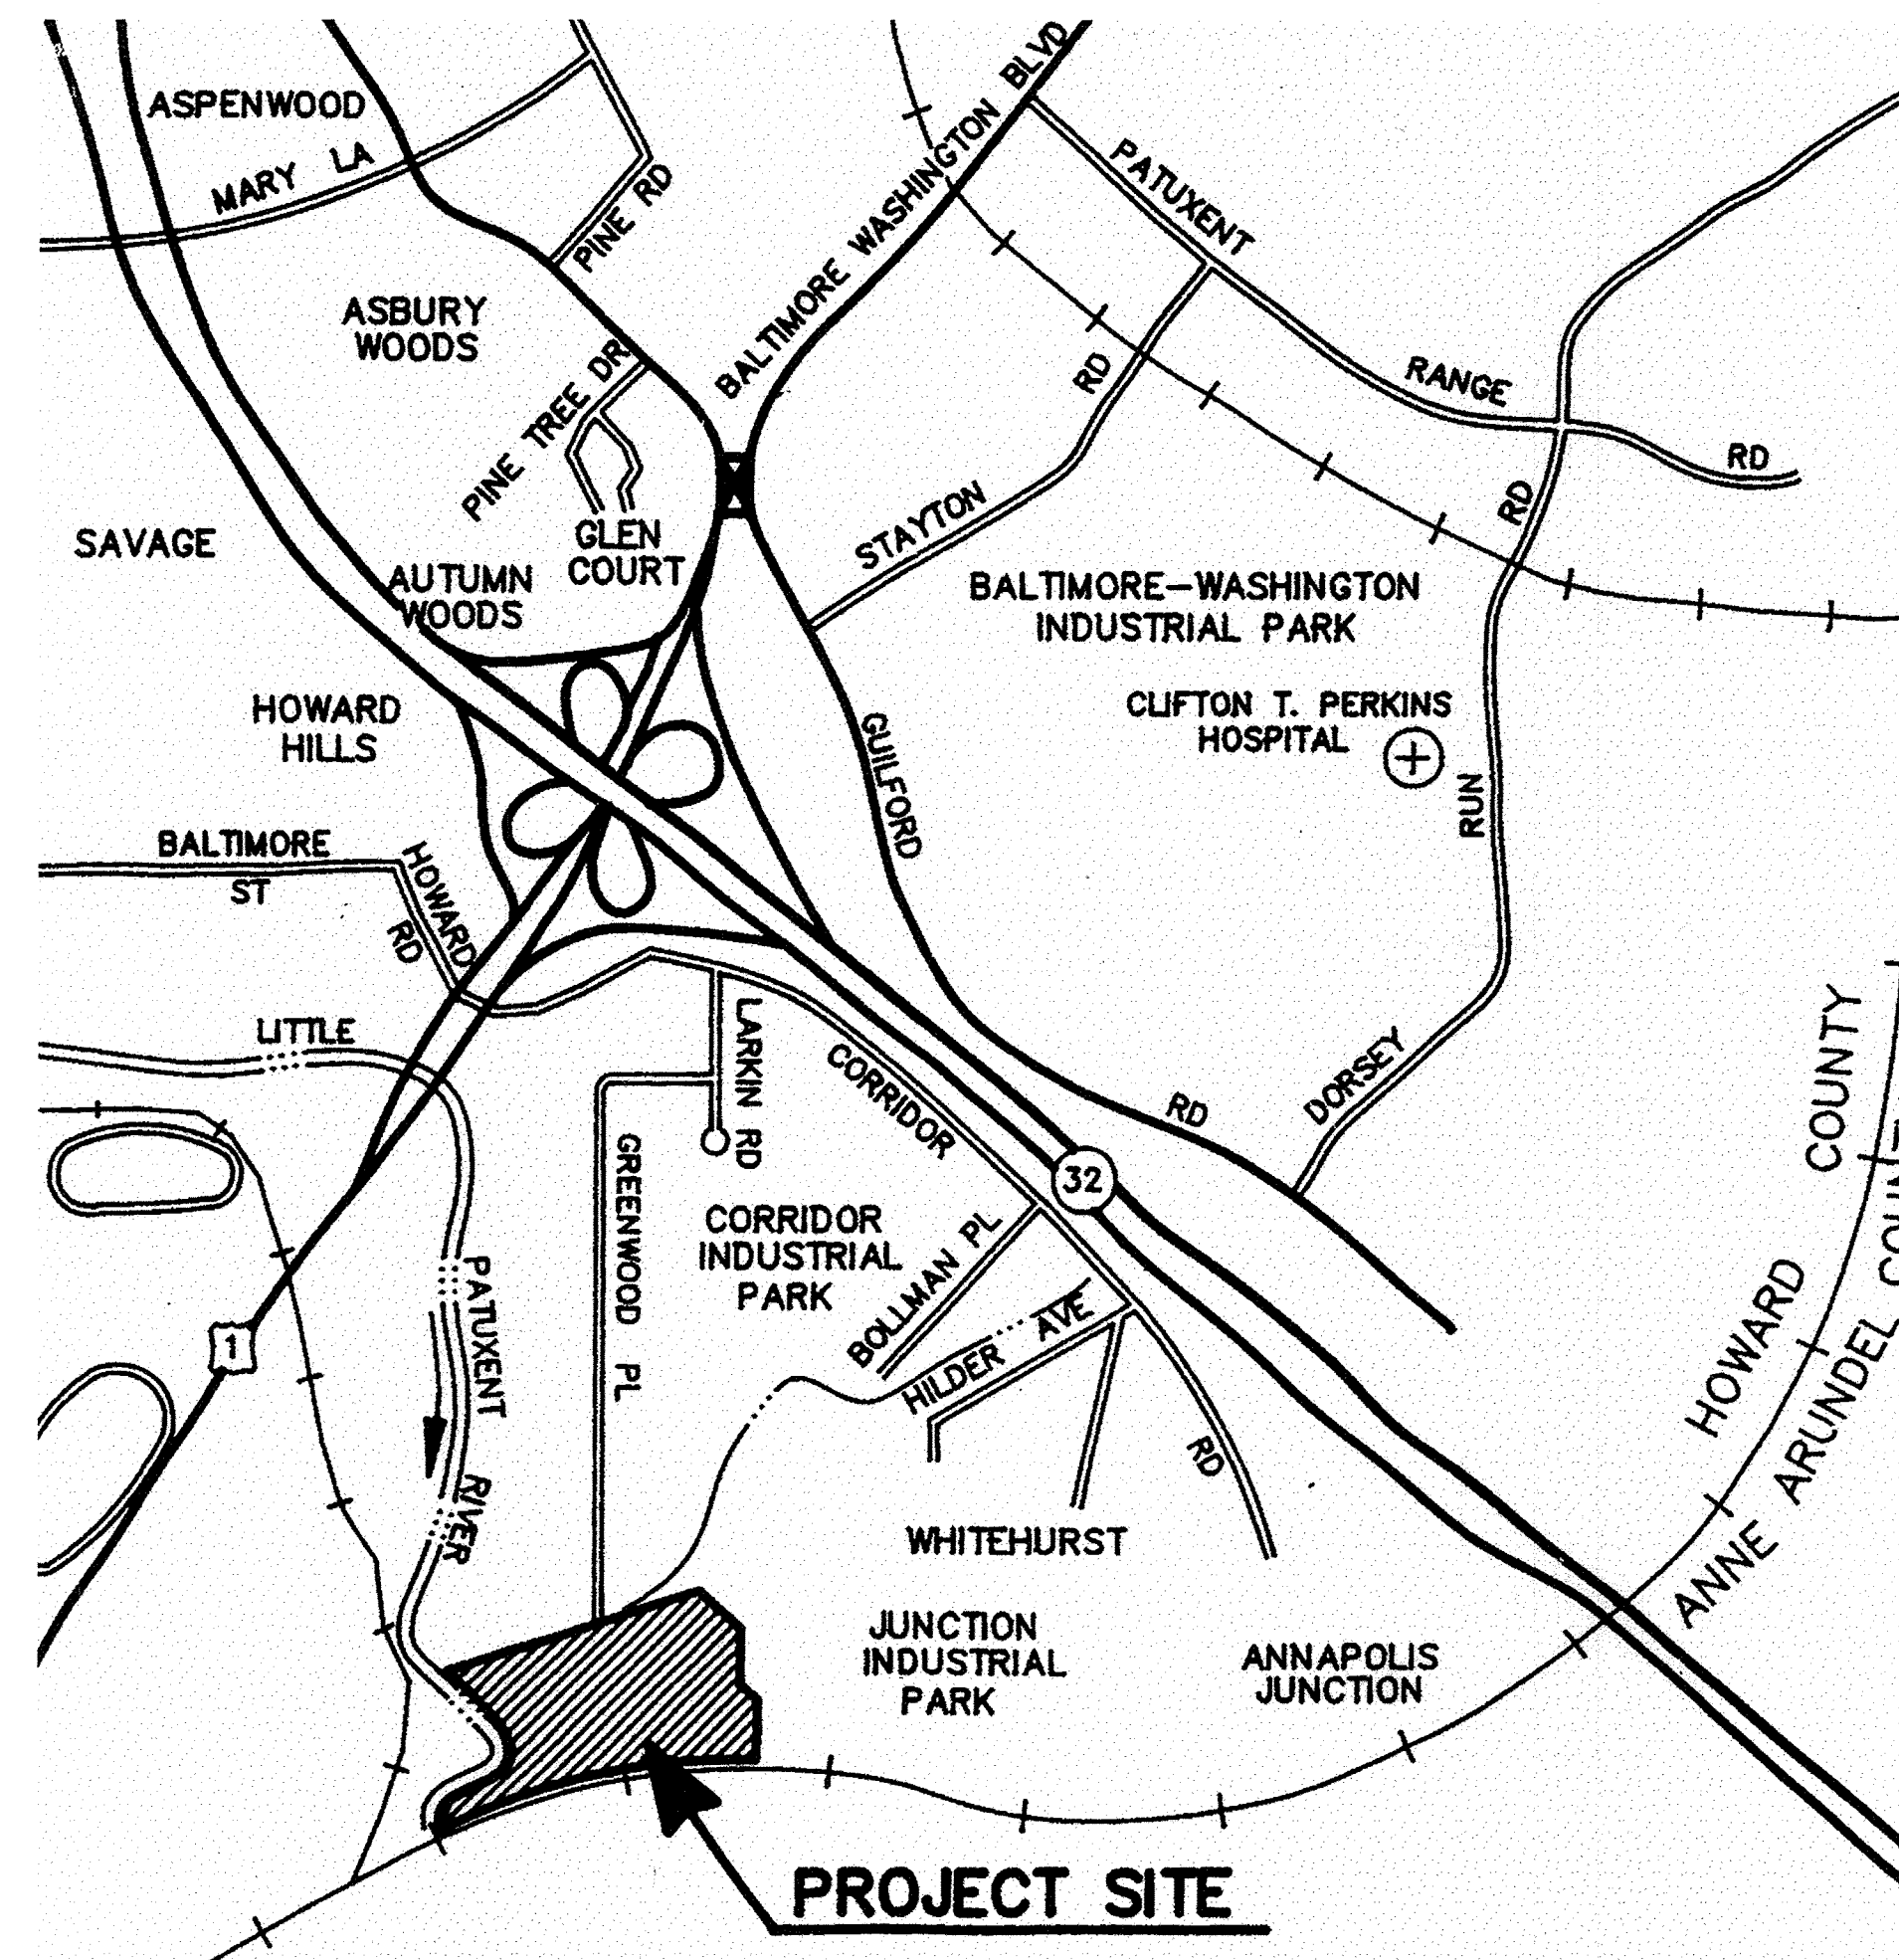 BALTIMORE WASHINGTON BLVD
ASPENWOOD
MARY LA
PINE RD
PATUXENT RANGE RD
ASBURY
WOODS
PINE TREE DR
STAYTON RD
SAVAGE
GLEN
COURT
AUTUMN
WOODS
BALTIMORE-WASHINGTON
INDUSTRIAL PARK
HOWARD
HILLS
CLIFTON T. PERKINS
HOSPITAL
GUILFORD RD
DORSEY RUN RD
BALTIMORE
ST
HOWARD
RD
LITTLE PATUXENT RIVER
LARKIN RD
CORRIDOR RD
GREENWOOD PL
32
CORRIDOR
INDUSTRIAL
PARK
BOLLMAN PL
HILDER AVE
1
HOWARD COUNTY
ANNE ARUNDEL
WHITEHURST
JUNCTION
INDUSTRIAL
PARK
ANNAPOLIS
JUNCTION
PROJECT SITE